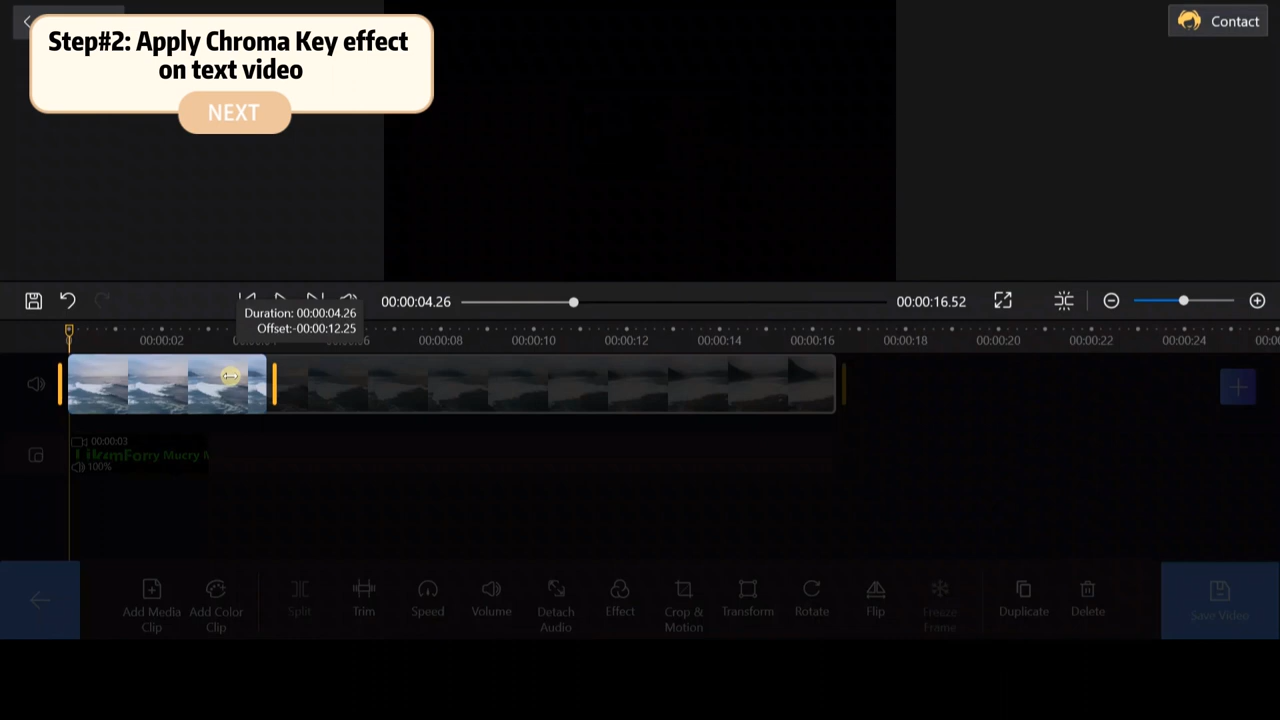 Step#2: Apply Chroma Key effect
on text video
NEXT
Contact
00:00:04.26
00:00:16.52
Duration: 00:00:04.26
Offset:-00:00:12.25
00:00:02
00:00:08
00:00:10
00:00:12
00:00:14
00:00:16
00:00:20
00:00:22
00:00:24
00:00:03
100%
Add Media
Clip
Add Color
Clip
Split
Trim
Speed
Volume
Detach
Audio
Effect
Crop &
Motion
Transform
Rotate
Flip
Freeze
Frame
Duplicate
Delete
Save Video